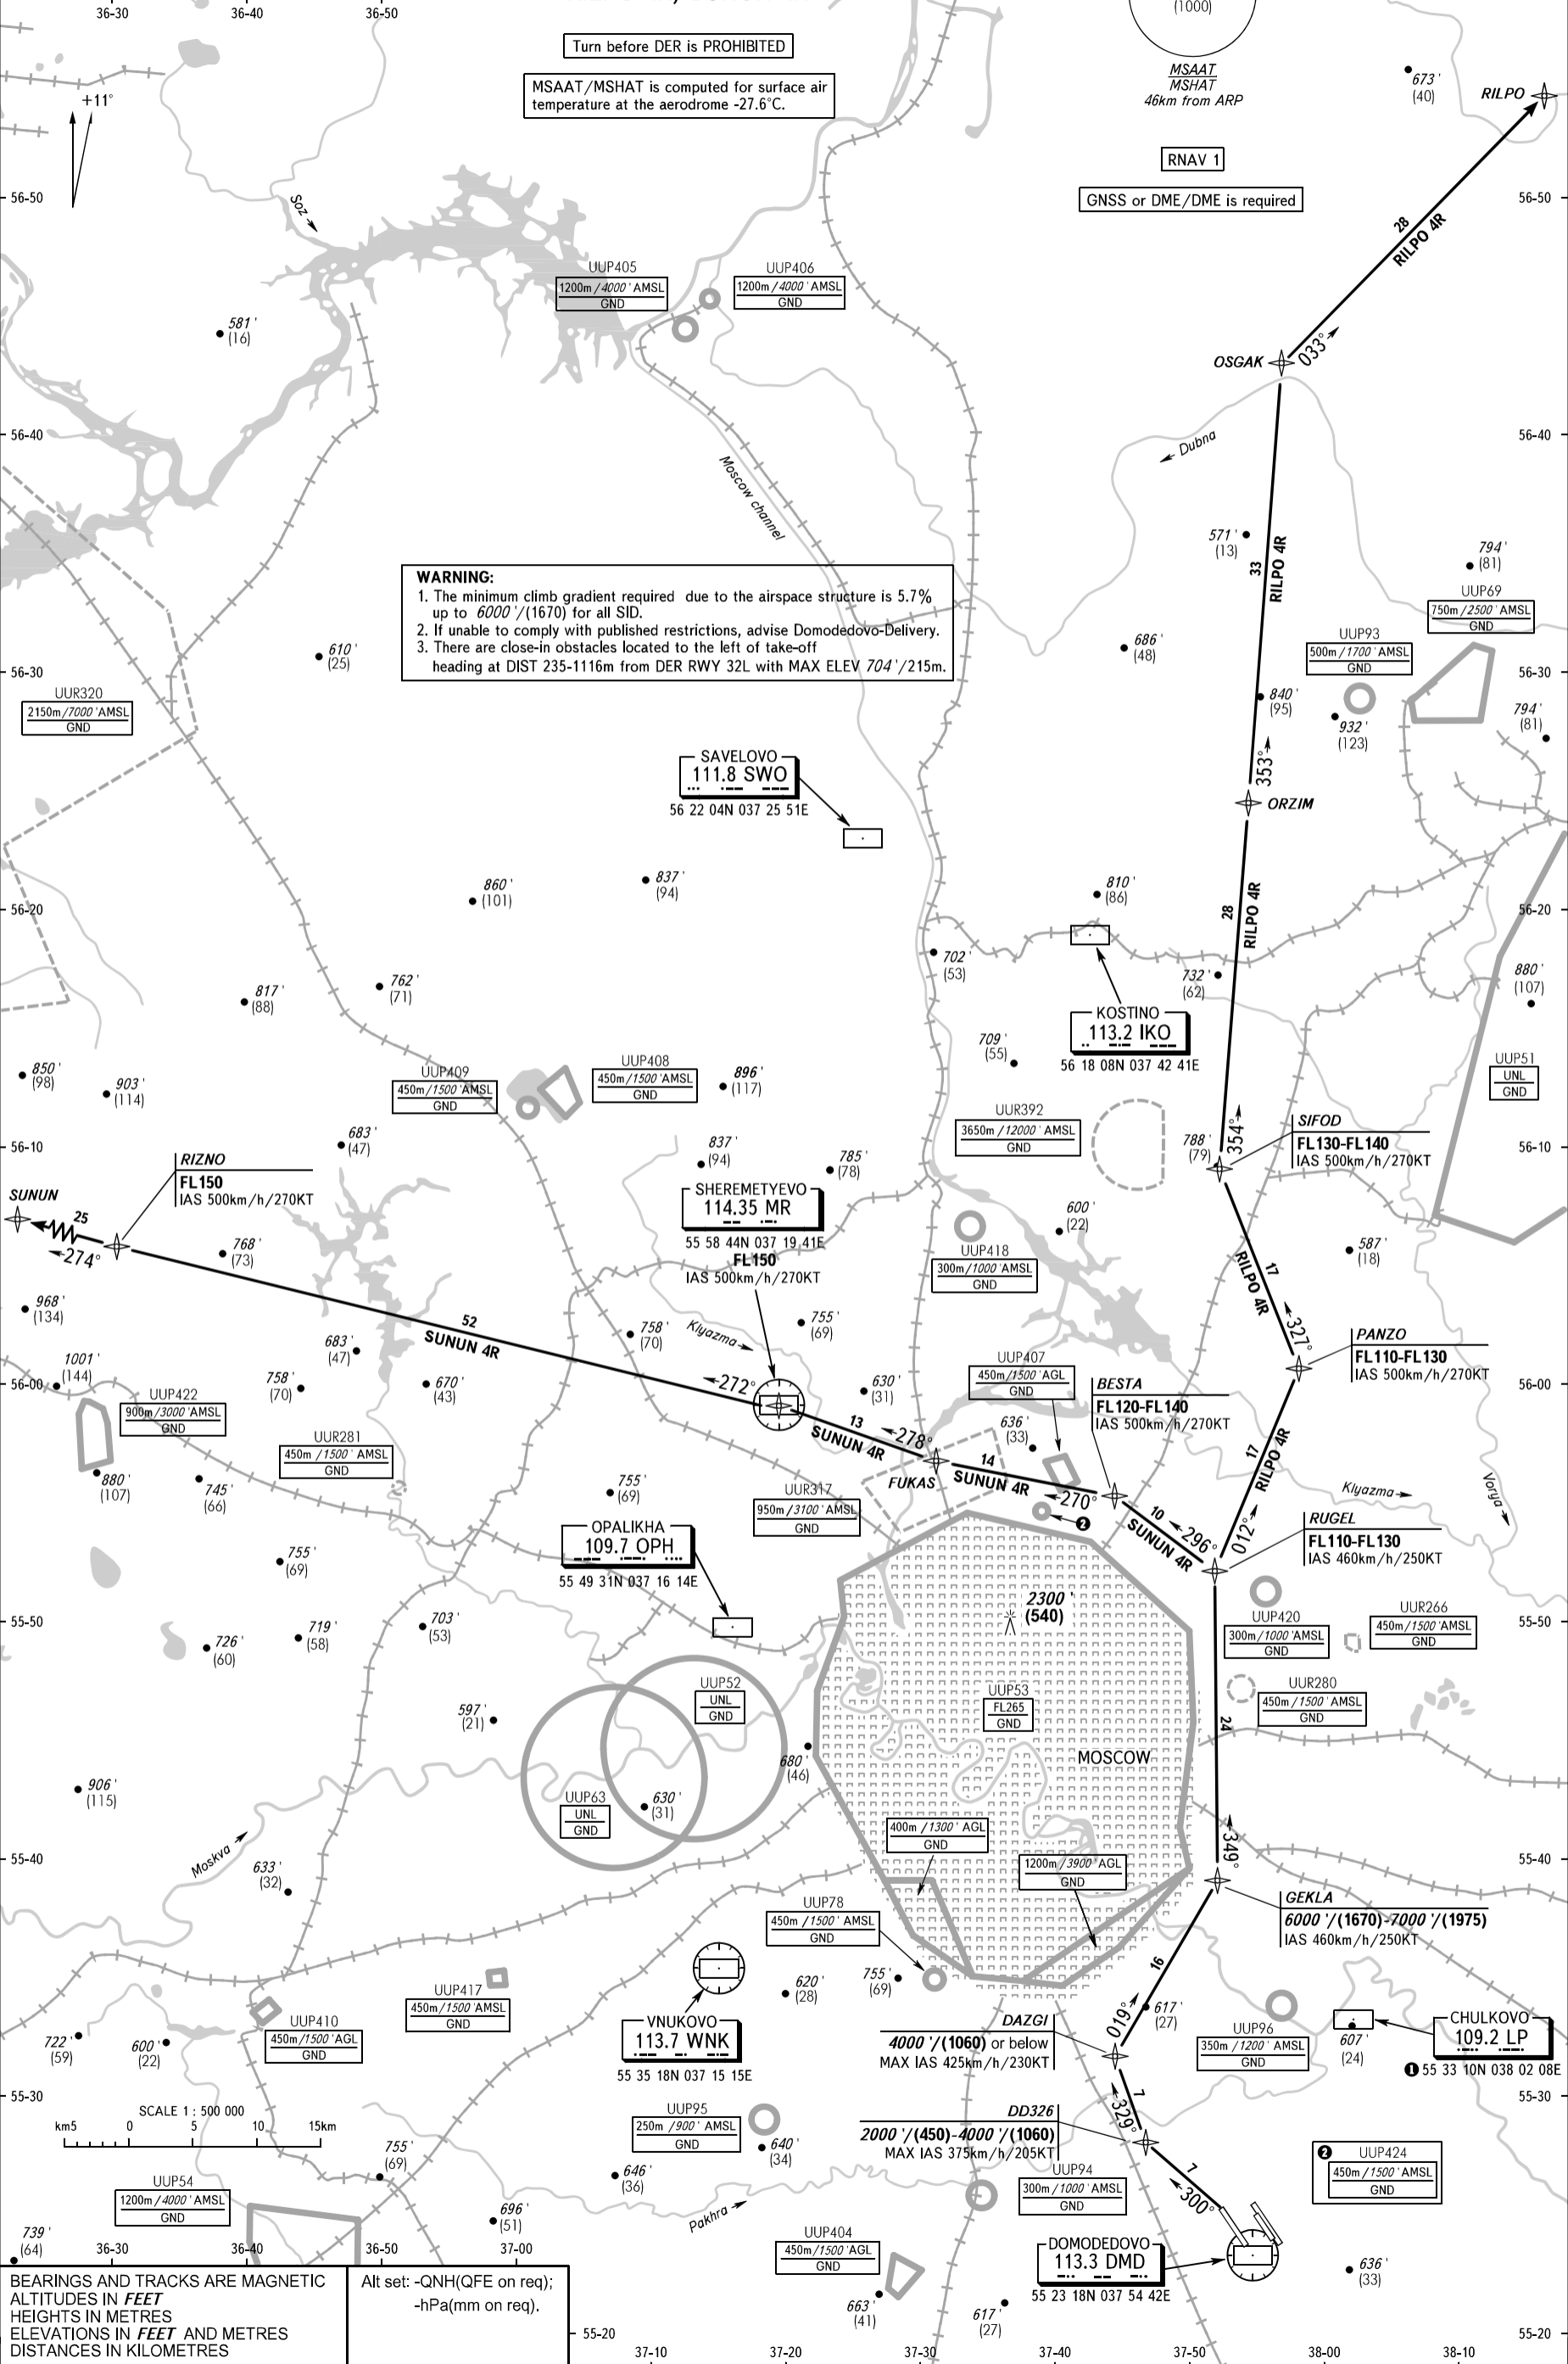 36-30
36-40
36-50
(1000)
Turn before DER is PROHIBITED
MSAAT/MSHAT is computed for surface air
temperature at the aerodrome -27.6°C.
MSAAT
MSHAT
46km from ARP
673'
(40)
RILPO
+11°
RNAV 1
GNSS or DME/DME is required
56-50
56-50
Soz
28
RILPO 4R
UUP405
1200m/4000' AMSL
GND
UUP406
1200m/4000' AMSL
GND
581'
(16)
OSGAK
033°
56-40
56-40
Dubna
Moscow channel
571'
(13)
33
RILPO 4R
794'
(81)
UUP69
750m/2500' AMSL
GND
WARNING:
1. The minimum climb gradient required due to the airspace structure is 5.7%
up to 6000'/(1670) for all SID.
2. If unable to comply with published restrictions, advise Domodedovo-Delivery.
3. There are close-in obstacles located to the left of take-off
heading at DIST 235-1116m from DER RWY 32L with MAX ELEV 704'/215m.
610'
(25)
686'
(48)
UUP93
500m/1700' AMSL
GND
56-30
56-30
UUR320
2150m/7000' AMSL
GND
840'
(95)
932'
(123)
794'
(81)
SAVELOVO
111.8 SWO
56 22 04N 037 25 51E
353°
ORZIM
860'
(101)
837'
(94)
810'
(86)
28
RILPO 4R
56-20
56-20
702'
(53)
732'
(62)
880'
(107)
817'
(88)
762'
(71)
KOSTINO
113.2 IKO
56 18 08N 037 42 41E
709'
(55)
850'
(98)
903'
(114)
UUP409
450m/1500' AMSL
GND
UUP408
450m/1500' AMSL
GND
896'
(117)
UUP51
UNL
GND
UUR392
3650m/12000' AMSL
GND
683'
(47)
837'
(94)
785'
(78)
788'
(79)
354°
SIFOD
FL130-FL140
IAS 500km/h/270KT
56-10
56-10
RIZNO
FL150
IAS 500km/h/270KT
SUNUN
25
274°
SHEREMETYEVO
114.35 MR
55 58 44N 037 19 41E
FL150
IAS 500km/h/270KT
600'
(22)
UUP418
300m/1000' AMSL
GND
587'
(18)
17
RILPO 4R
768'
(73)
968'
(134)
52
SUNUN 4R
758'
(70)
Klyazma
755'
(69)
327°
PANZO
FL110-FL130
IAS 500km/h/270KT
1001'
(144)
683'
(47)
56-00
56-00
758'
(70)
670'
(43)
272°
630'
(31)
UUP407
450m/1500' AGL
GND
BESTA
FL120-FL140
IAS 500km/h/270KT
UUP422
900m/3000' AMSL
GND
UUR281
450m/1500' AMSL
GND
13
SUNUN 4R
278°
636'
(33)
17
RILPO 4R
880'
(107)
745'
(66)
755'
(69)
UUR317
950m/3100' AMSL
GND
FUKAS
14
SUNUN 4R
270°
Klyazma
Vorya
2
10
SUNUN 4R
296°
012°
RUGEL
FL110-FL130
IAS 460km/h/250KT
OPALIKHA
109.7 OPH
55 49 31N 037 16 14E
755'
(69)
2300'
(540)
55-50
55-50
726'
(60)
719'
(58)
703'
(53)
UUP420
300m/1000' AMSL
GND
UUR266
450m/1500' AMSL
GND
UUP52
UNL
GND
UUP53
FL265
GND
UUR280
450m/1500' AMSL
GND
597'
(21)
24
MOSCOW
680'
(46)
906'
(115)
UUP63
UNL
GND
630'
(31)
400m/1300' AGL
GND
Moskva
349°
55-40
55-40
633'
(32)
1200m/3900' AGL
GND
GEKLA
6000'/(1670)-7000'/(1975)
IAS 460km/h/250KT
UUP78
450m/1500' AMSL
GND
16
755'
(69)
UUP417
450m/1500' AMSL
GND
620'
(28)
VNUKOVO
113.7 WNK
55 35 18N 037 15 15E
DAZGI
4000'/(1060) or below
MAX IAS 425km/h/230KT
019°
617'
(27)
UUP96
350m/1200' AMSL
GND
607'
(24)
CHULKOVO
109.2 LP
1 55 33 10N 038 02 08E
722'
(59)
600'
(22)
UUP410
450m/1500' AGL
GND
55-30
55-30
SCALE 1 : 500 000
km5 0 5 10 15km
UUP95
250m/900' AMSL
GND
7
329°
DD326
2000'/(450)-4000'/(1060)
MAX IAS 375km/h/205KT
755'
(69)
640'
(34)
646'
(36)
7
300°
2 UUP424
450m/1500' AMSL
GND
UUP54
1200m/4000' AMSL
GND
UUP94
300m/1000' AMSL
GND
696'
(51)
Pakhra
739'
(64)
UUP404
450m/1500' AGL
GND
DOMODEDOVO
113.3 DMD
55 23 18N 037 54 42E
636'
(33)
36-30
36-40
36-50
37-00
663'
(41)
617'
(27)
BEARINGS AND TRACKS ARE MAGNETIC
ALTITUDES IN FEET
HEIGHTS IN METRES
ELEVATIONS IN FEET AND METRES
DISTANCES IN KILOMETRES
Alt set: -QNH(QFE on req);
-hPa(mm on req).
55-20
55-20
37-10
37-20
37-30
37-40
37-50
38-00
38-10